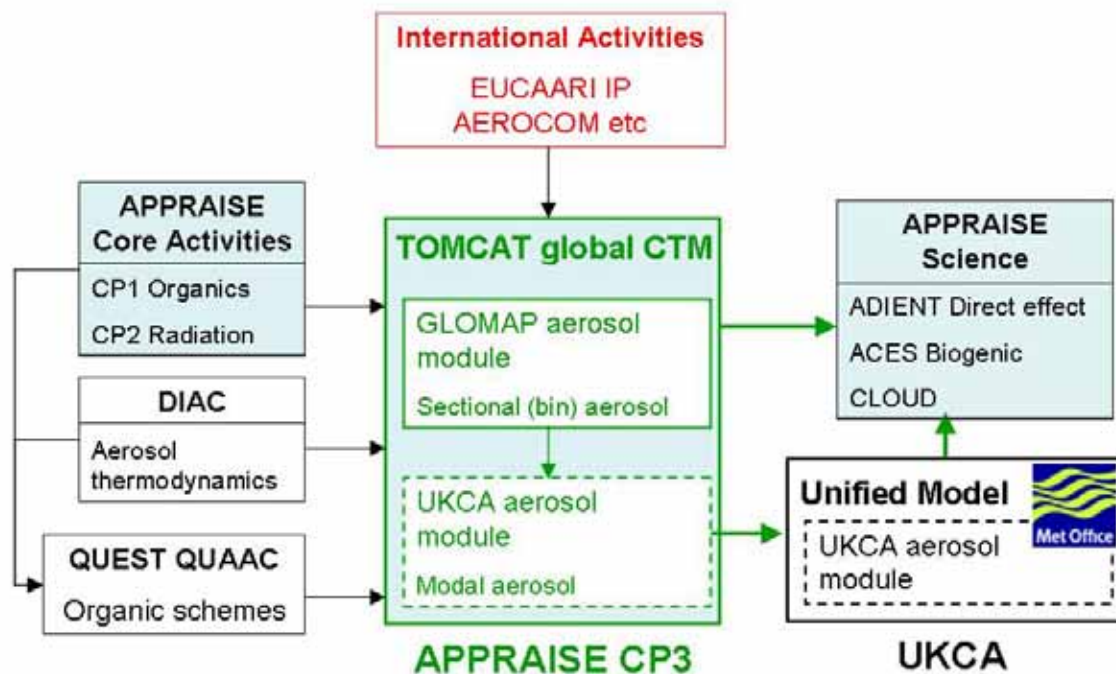 International Activities
EUCAARI IP
AEROCOM etc
APPRAISE
Core Activities
CP1 Organics
CP2 Radiation
DIAC
Aerosol
thermodynamics
QUEST QUAAC
Organic schemes
TOMCAT global CTM
GLOMAP aerosol
module
Sectional (bin) aerosol
UKCA aerosol
module
Modal aerosol
APPRAISE CP3
APPRAISE
Science
ADIENT Direct effect
ACES Biogenic
CLOUD
Unified Model
Met Office
UKCA aerosol
module
UKCA